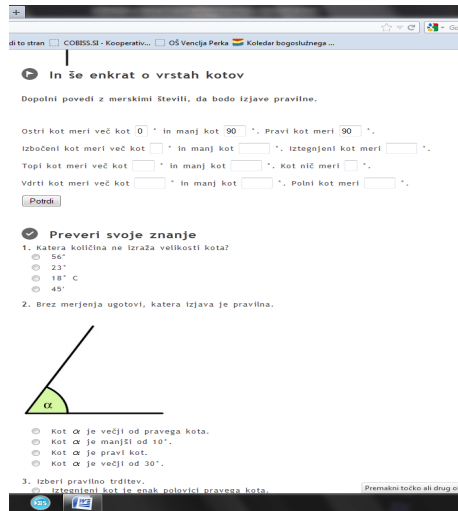 +
di to stran COBISS.SI - Kooperativ... OŠ Venclja Perka Koledar bogoslužnega ...
In še enkrat o vrstah kotov
Dopolni povedi z merskimi števili, da bodo izjave pravilne.
Ostri kot meri več kot 0 ° in manj kot 90 °. Pravi kot meri 90 °.
Izbočeni kot meri več kot ° in manj kot °. Iztegnjeni kot meri °.
Topi kot meri več kot ° in manj kot °. Kot nič meri °.
Vdrti kot meri več kot ° in manj kot °. Polni kot meri °.
Potrdi
Preveri svoje znanje
1. Katera količina ne izraža velikosti kota?
56°
23°
18° C
45'
2. Brez merjenja ugotovi, katera izjava je pravilna.
α
Kot α je večji od pravega kota.
Kot α je manjši od 10°.
Kot α je pravi kot.
Kot α je večji od 30°.
3. Izberi pravilno trditev.
Iztegnjeni kot je enak polovici pravega kota.
Premakni točko ali drug o